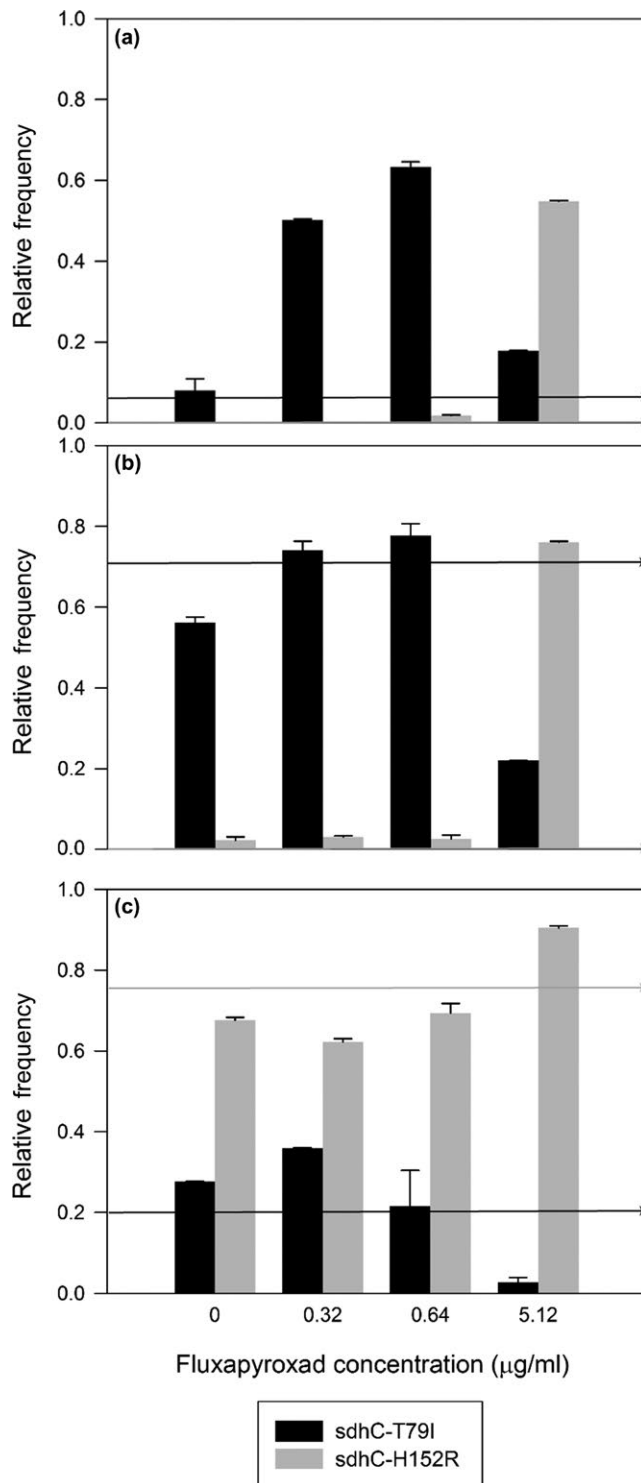 (a)
1.0
0.8
0.6
0.4
0.2
0.0
Relative frequency
(b)
1.0
0.8
0.6
0.4
0.2
0.0
Relative frequency
(c)
1.0
0.8
0.6
0.4
0.2
0.0
Relative frequency
0 0.32 0.64 5.12
Fluxapyroxad concentration (μg/ml)
sdhC-T79I
sdhC-H152R